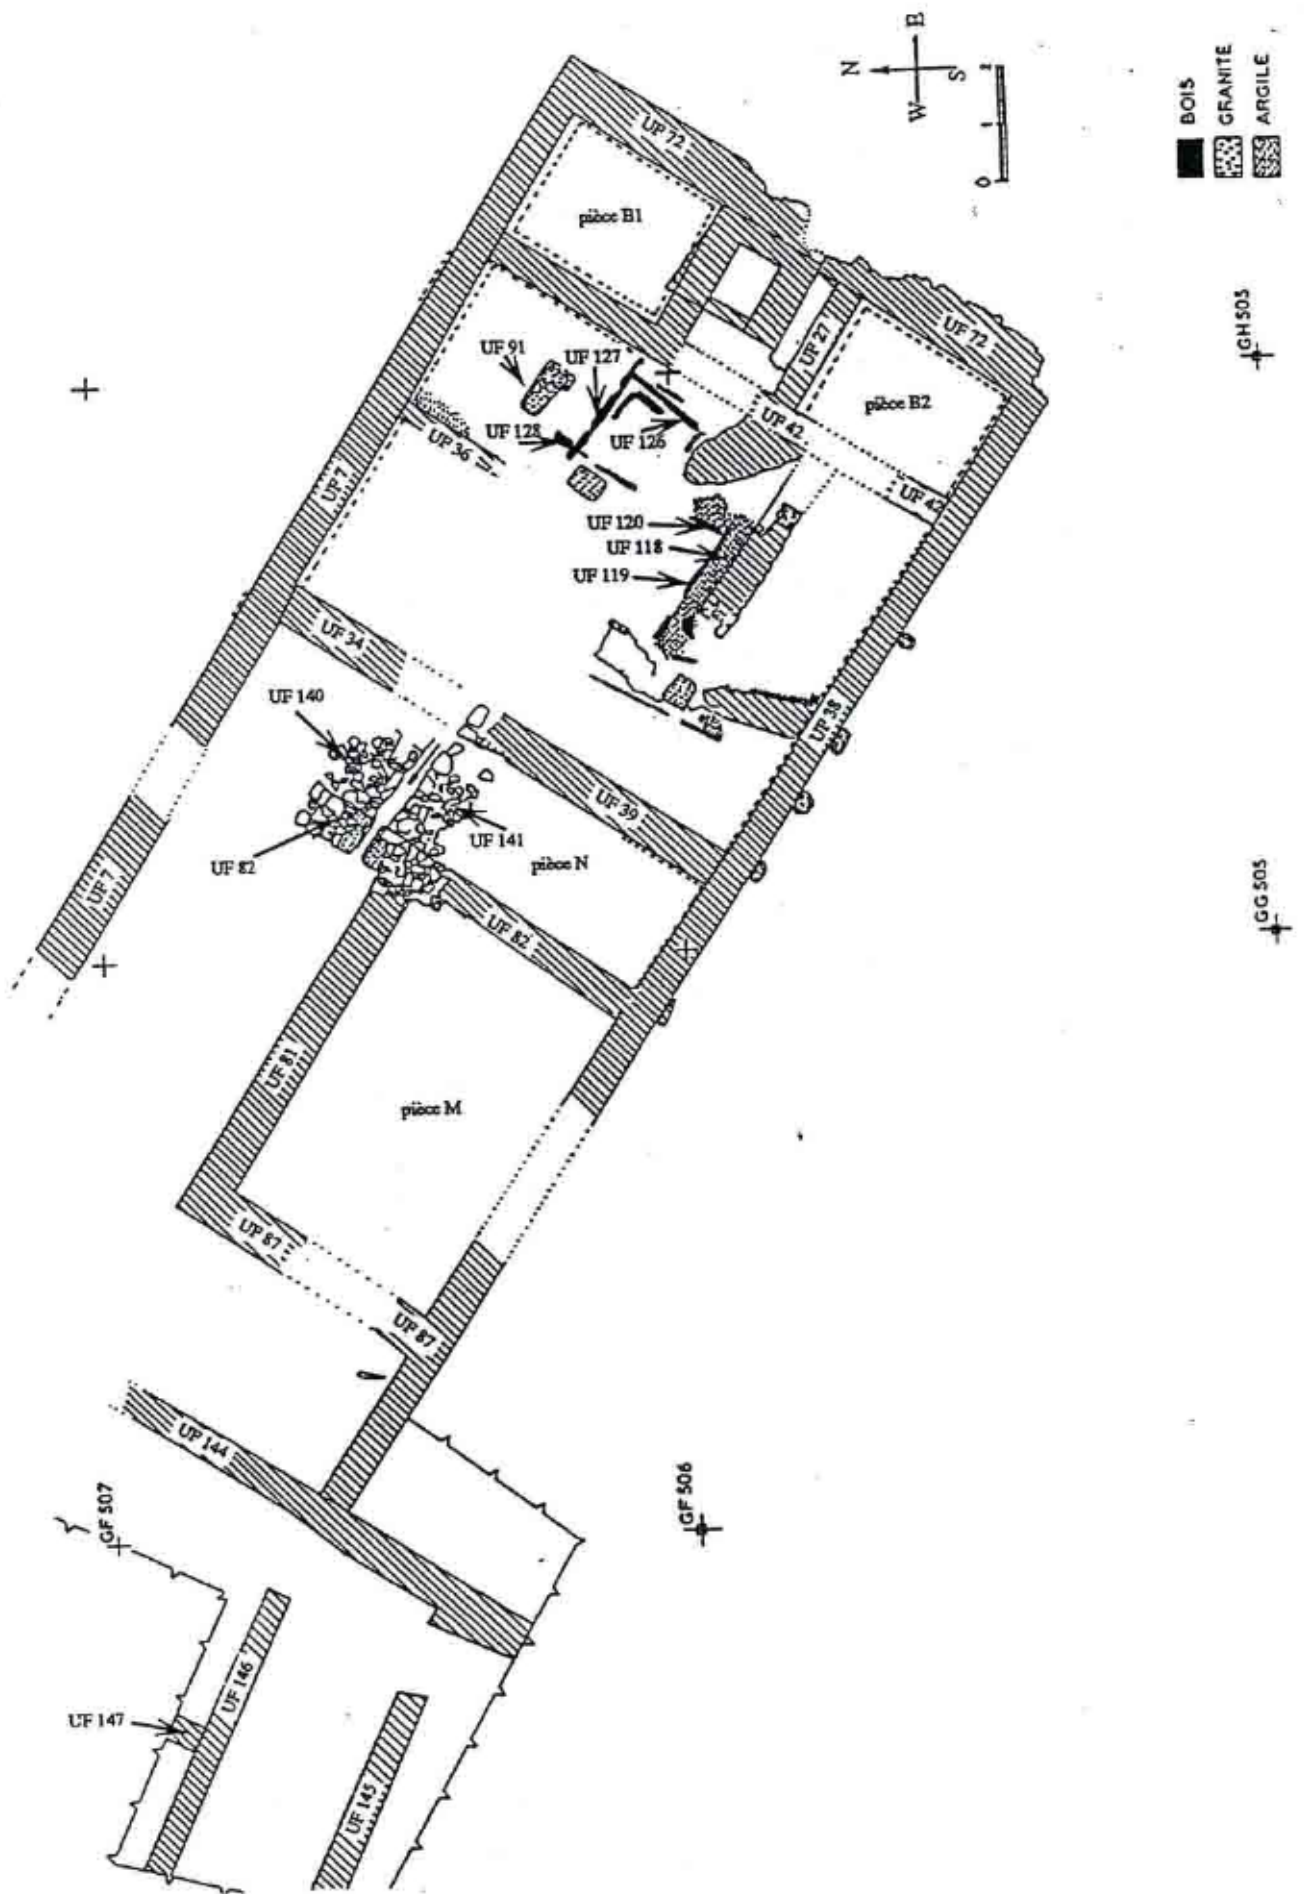 N
E
W
S
0
1
2
BOIS
GRANITE
ARGILE
UF 72
pièce B1
UF 91
UF 127
UF 128
UF 126
UF 36
UF 7
UF 27
UF 72
pièce B2
UF 42
UF 42
GH 505
UF 120
UF 118
UF 119
UF 34
UF 140
UF 38
UF 39
UF 141
UF 82
pièce N
UF 7
UF 82
GG 505
UF 81
pièce M
UF 87
UF 87
UF 144
GF 507
GF 506
UF 146
UF 147
UF 145